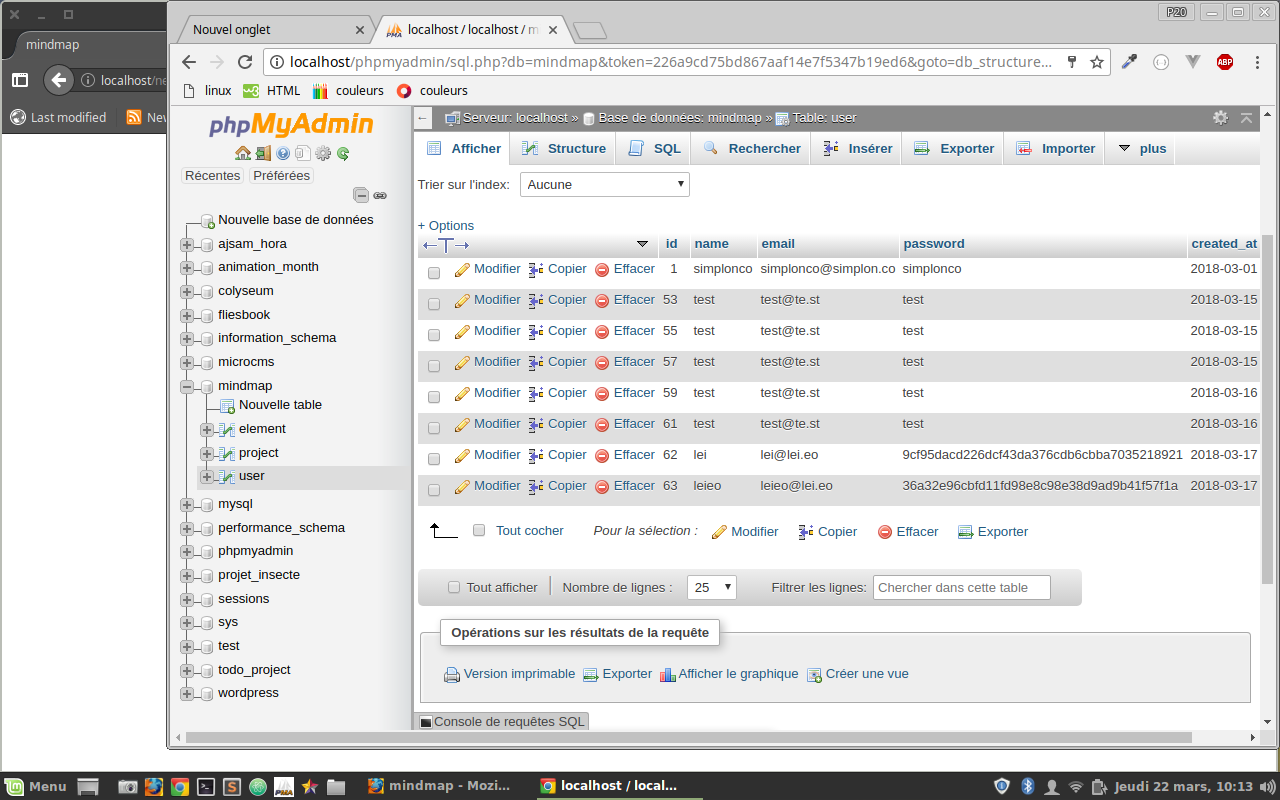 mindmap
localhost/ne
Last modified
New
Nouvel onglet
localhost / localhost / m
P20
localhost/phpmyadmin/sql.php?db=mindmap&token=226a9cd75bd867aaf14e7f5347b19ed6&goto=db_structure...
ABP
linux
HTML
couleurs
couleurs
phpMyAdmin
Récentes
Préférées
Nouvelle base de données
ajsam_hora
animation_month
colyseum
fliesbook
information_schema
microcms
mindmap
Nouvelle table
element
project
user
mysql
performance_schema
phpmyadmin
projet_insecte
sessions
sys
test
todo_project
wordpress
Serveur: localhost » Base de données: mindmap » Table: user
Afficher Structure SQL Rechercher Insérer Exporter Importer plus
Trier sur l'index: Aucune
+ Options
id name email password created_at
Modifier Copier Effacer 1 simplonco simplonco@simplon.co simplonco 2018-03-01
Modifier Copier Effacer 53 test test@te.st test 2018-03-15
Modifier Copier Effacer 55 test test@te.st test 2018-03-15
Modifier Copier Effacer 57 test test@te.st test 2018-03-15
Modifier Copier Effacer 59 test test@te.st test 2018-03-16
Modifier Copier Effacer 61 test test@te.st test 2018-03-16
Modifier Copier Effacer 62 lei lei@lei.eo 9cf95dacd226dcf43da376cdb6cbba7035218921 2018-03-17
Modifier Copier Effacer 63 leieo leieo@lei.eo 36a32e96cbfd11fd98e8c98e38d9ad9b41f57f1a 2018-03-17
Tout cocher Pour la sélection : Modifier Copier Effacer Exporter
Tout afficher Nombre de lignes : 25 Filtrer les lignes: Chercher dans cette table
Opérations sur les résultats de la requête
Version imprimable Exporter Afficher le graphique Créer une vue
Console de requêtes SQL
Menu
mindmap - Mozi...
localhost / local...
Jeudi 22 mars, 10:13